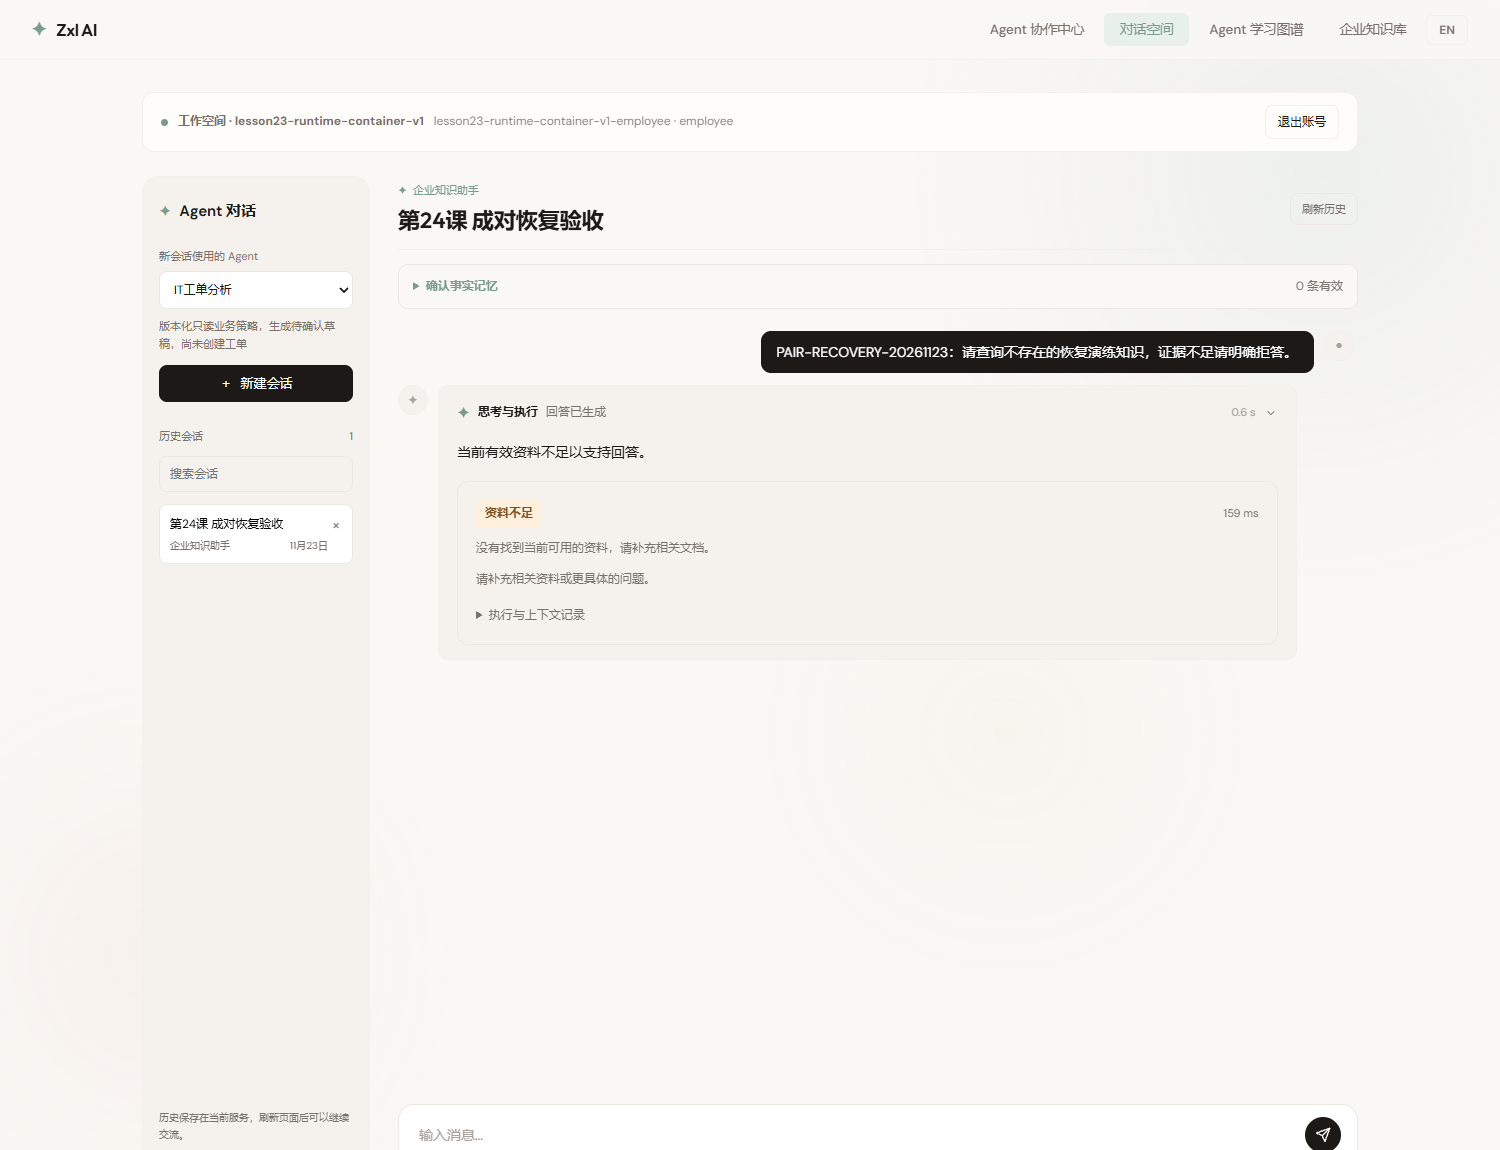 Zxl AI
Agent 协作中心
对话空间
Agent 学习图谱
企业知识库
EN
工作空间 · lesson23-runtime-container-v1 lesson23-runtime-container-v1-employee · employee
退出账号
Agent 对话
新会话使用的 Agent
IT工单分析
版本化只读业务策略，生成待确认草
稿，尚未创建工单
+ 新建会话
历史会话 1
搜索会话
第24课 成对恢复验收 ×
企业知识助手 11月23日
历史保存在当前服务，刷新页面后可以继续
交流。
企业知识助手
第24课 成对恢复验收
刷新历史
确认事实记忆 0 条有效
PAIR-RECOVERY-20261123：请查询不存在的恢复演练知识，证据不足请明确拒答。
思考与执行 回答已生成 0.6 s
当前有效资料不足以支持回答。
资料不足 159 ms
没有找到当前可用的资料，请补充相关文档。
请补充相关资料或更具体的问题。
执行与上下文记录
输入消息...